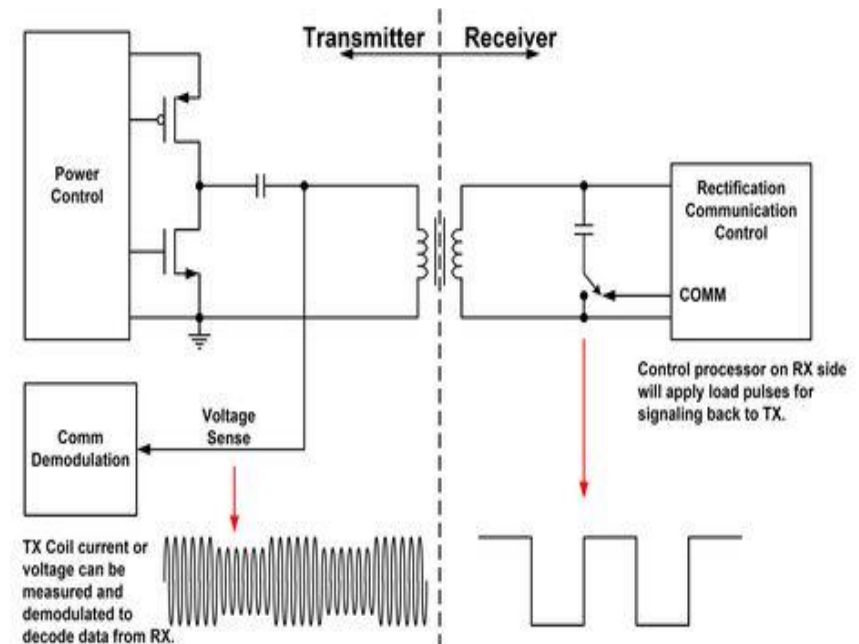 Transmitter
Receiver
Power
Control
Rectification
Communication
Control
COMM
Control processor on RX side
will apply load pulses for
signaling back to TX.
Voltage
Sense
Comm
Demodulation
TX Coil current or
voltage can be
measured and
demodulated to
decode data from RX.